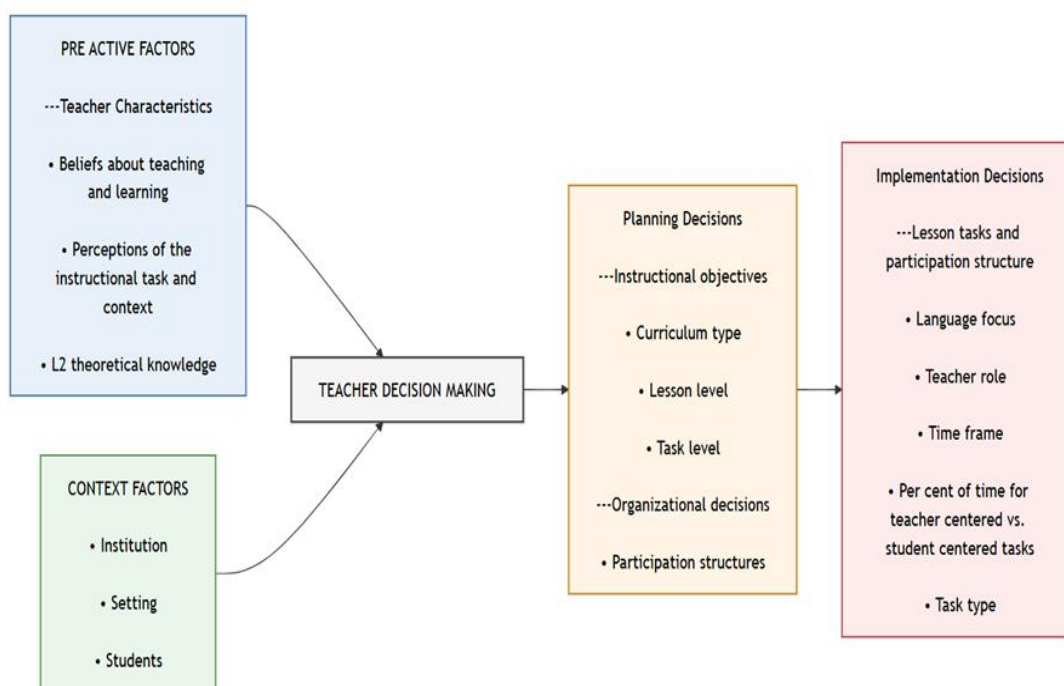 PRE ACTIVE FACTORS
---Teacher Characteristics
• Beliefs about teaching
and learning
• Perceptions of the
instructional task and
context
• L2 theoretical knowledge
CONTEXT FACTORS
• Institution
• Setting
• Students
TEACHER DECISION MAKING
Planning Decisions
---Instructional objectives
• Curriculum type
• Lesson level
• Task level
---Organizational decisions
• Participation structures
Implementation Decisions
---Lesson tasks and
participation structure
• Language focus
• Teacher role
• Time frame
• Per cent of time for
teacher centered vs.
student centered tasks
• Task type